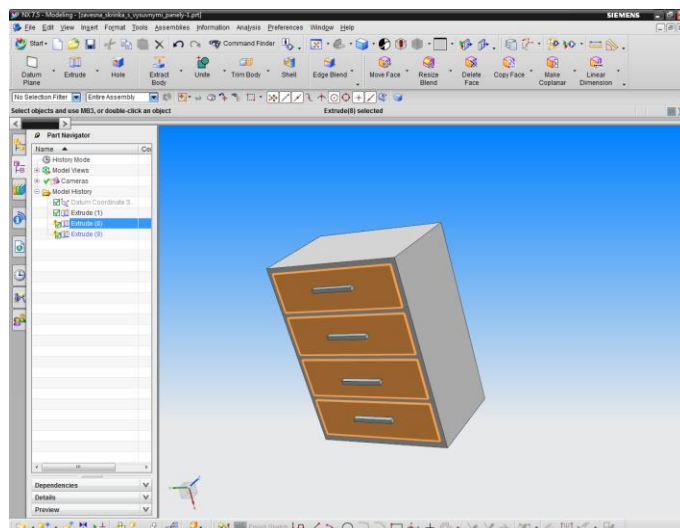 NX 7.5 - Modeling - [zavesna_skrinka_s_vysuvnymi_panely-1.prt]
SIEMENS
File Edit View Insert Format Tools Assemblies Information Analysis Preferences Window Help
Start Command Finder
Datum Plane Extrude Hole Extract Body Unite Trim Body Shell Edge Blend Move Face Resize Blend Delete Face Copy Face Make Coplanar Linear Dimension
No Selection Filter Entire Assembly
Select objects and use MB3, or double-click an object
Extrude(8) selected
Part Navigator
Name
History Mode
Model Views
Cameras
Model History
Datum Coordinate S...
Extrude (1)
Extrude (8)
Extrude (9)
Dependencies
Details
Preview
Finish Sketch